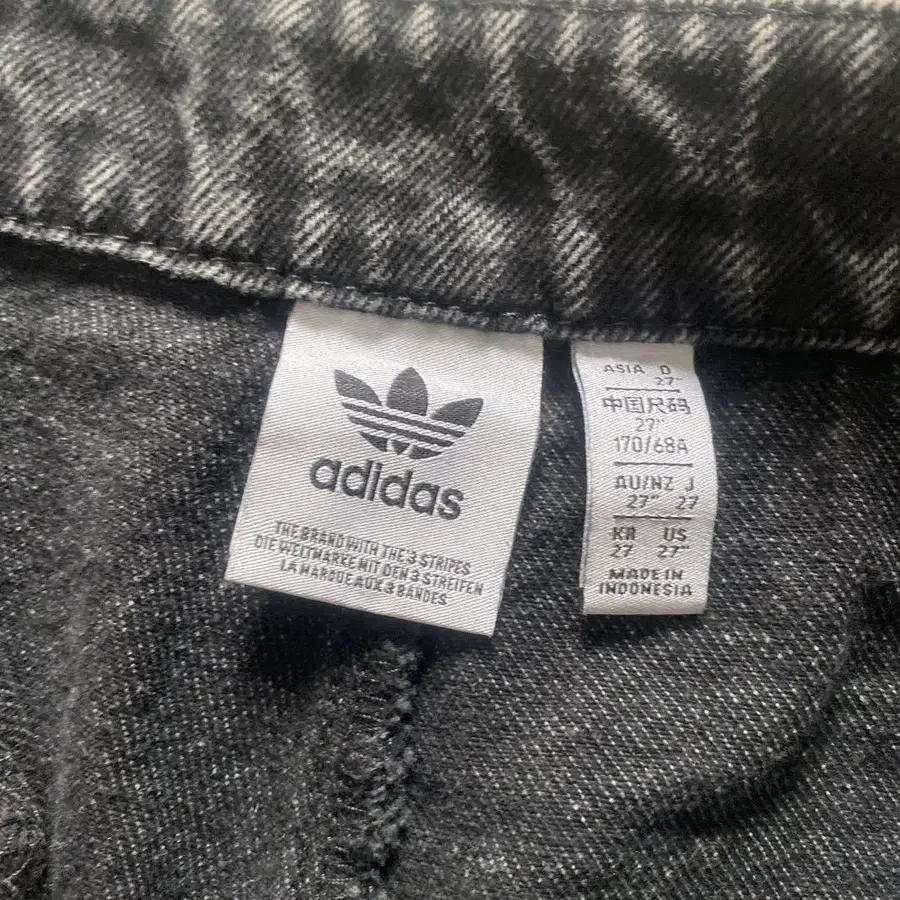 adidas
THE BRAND WITH THE 3 STRIPES
DIE WELTMARKE MIT DEN 3 STREIFEN
LA MARQUE AUX 3 BANDES
ASIA D
27"
中国尺码
27"
170/68A
AU/NZ J
27" 27
KR US
27 27"
MADE IN
INDONESIA